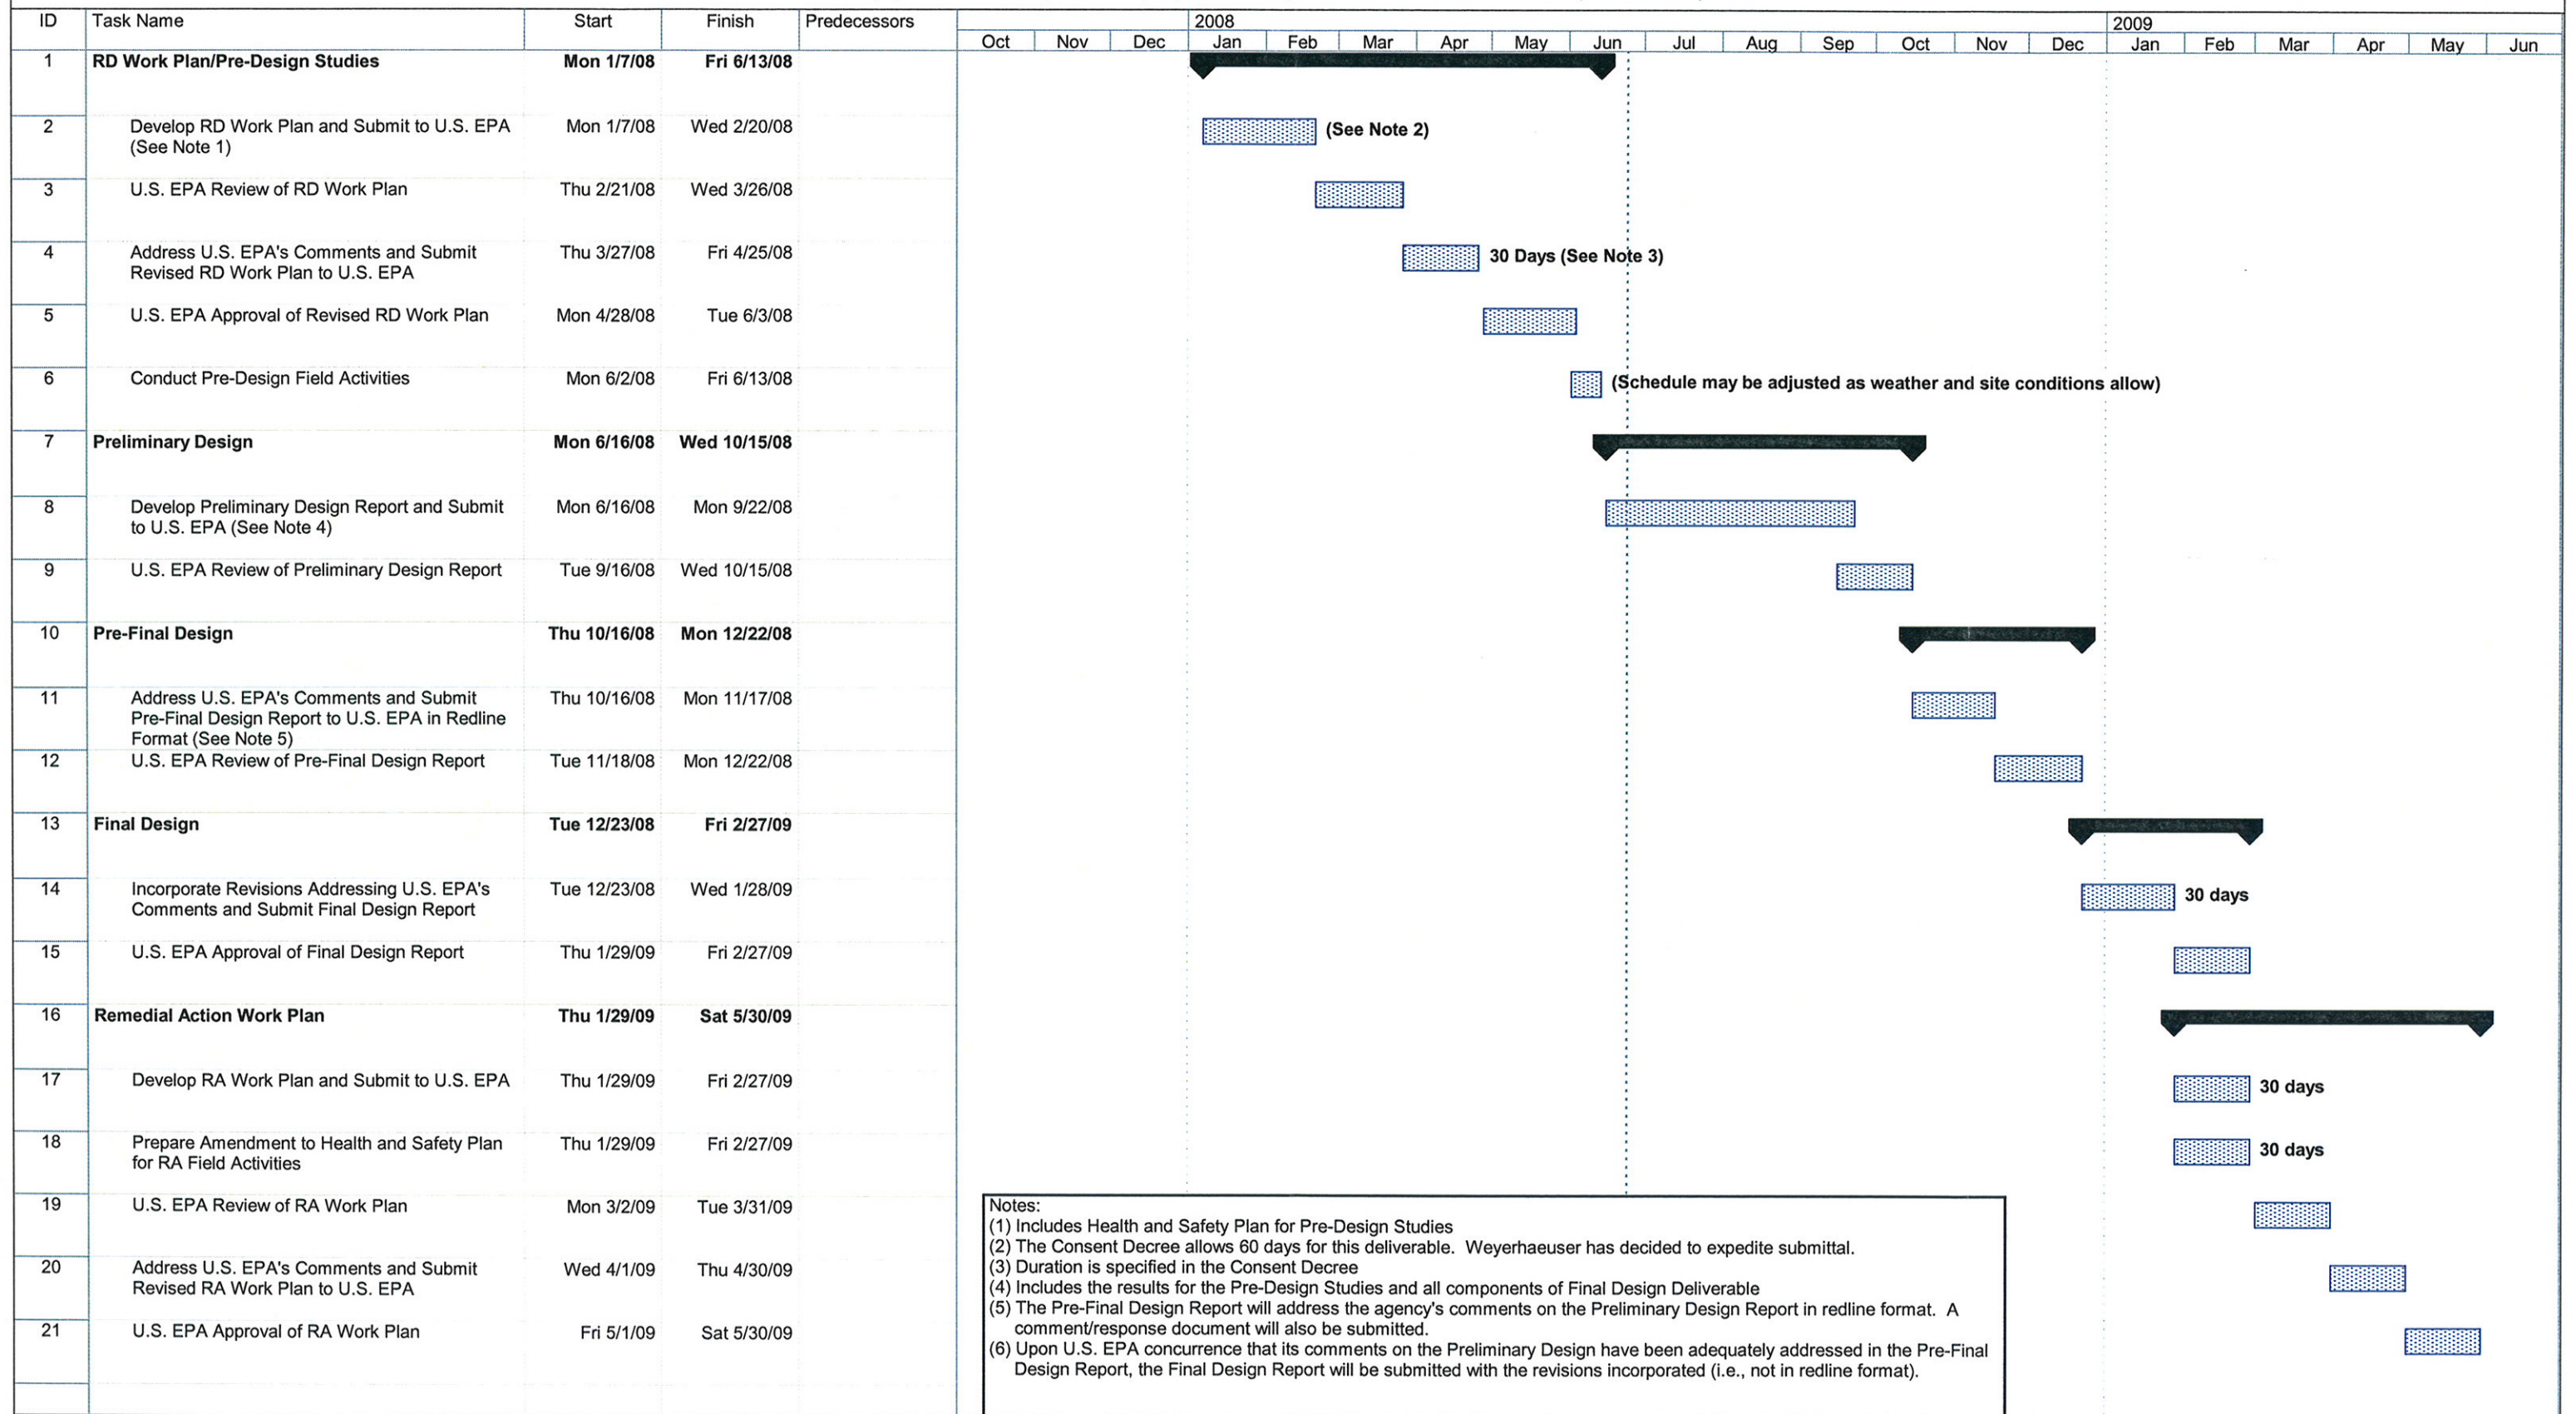 ID Task Name Start Finish Predecessors 2008 2009
Oct Nov Dec Jan Feb Mar Apr May Jun Jul Aug Sep Oct Nov Dec Jan Feb Mar Apr May Jun
1 RD Work Plan/Pre-Design Studies Mon 1/7/08 Fri 6/13/08
2 Develop RD Work Plan and Submit to U.S. EPA Mon 1/7/08 Wed 2/20/08 (See Note 2)
(See Note 1)
3 U.S. EPA Review of RD Work Plan Thu 2/21/08 Wed 3/26/08
4 Address U.S. EPA's Comments and Submit Thu 3/27/08 Fri 4/25/08 30 Days (See Note 3)
Revised RD Work Plan to U.S. EPA
5 U.S. EPA Approval of Revised RD Work Plan Mon 4/28/08 Tue 6/3/08
6 Conduct Pre-Design Field Activities Mon 6/2/08 Fri 6/13/08 (Schedule may be adjusted as weather and site conditions allow)
7 Preliminary Design Mon 6/16/08 Wed 10/15/08
8 Develop Preliminary Design Report and Submit Mon 6/16/08 Mon 9/22/08
to U.S. EPA (See Note 4)
9 U.S. EPA Review of Preliminary Design Report Tue 9/16/08 Wed 10/15/08
10 Pre-Final Design Thu 10/16/08 Mon 12/22/08
11 Address U.S. EPA's Comments and Submit Thu 10/16/08 Mon 11/17/08
Pre-Final Design Report to U.S. EPA in Redline
Format (See Note 5)
12 U.S. EPA Review of Pre-Final Design Report Tue 11/18/08 Mon 12/22/08
13 Final Design Tue 12/23/08 Fri 2/27/09
14 Incorporate Revisions Addressing U.S. EPA's Tue 12/23/08 Wed 1/28/09 30 days
Comments and Submit Final Design Report
15 U.S. EPA Approval of Final Design Report Thu 1/29/09 Fri 2/27/09
16 Remedial Action Work Plan Thu 1/29/09 Sat 5/30/09
17 Develop RA Work Plan and Submit to U.S. EPA Thu 1/29/09 Fri 2/27/09 30 days
18 Prepare Amendment to Health and Safety Plan Thu 1/29/09 Fri 2/27/09 30 days
for RA Field Activities
19 U.S. EPA Review of RA Work Plan Mon 3/2/09 Tue 3/31/09
20 Address U.S. EPA's Comments and Submit Wed 4/1/09 Thu 4/30/09
Revised RA Work Plan to U.S. EPA
21 U.S. EPA Approval of RA Work Plan Fri 5/1/09 Sat 5/30/09
Notes:
(1) Includes Health and Safety Plan for Pre-Design Studies
(2) The Consent Decree allows 60 days for this deliverable. Weyerhaeuser has decided to expedite submittal.
(3) Duration is specified in the Consent Decree
(4) Includes the results for the Pre-Design Studies and all components of Final Design Deliverable
(5) The Pre-Final Design Report will address the agency's comments on the Preliminary Design Report in redline format. A
comment/response document will also be submitted.
(6) Upon U.S. EPA concurrence that its comments on the Preliminary Design have been adequately addressed in the Pre-Final
Design Report, the Final Design Report will be submitted with the revisions incorporated (i.e., not in redline format).